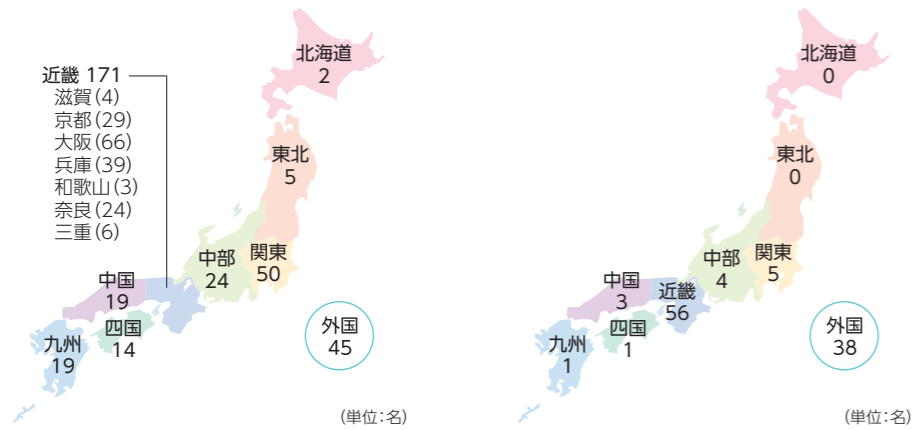 北海道
2
近畿 171
滋賀(4)
京都(29)
大阪(66)
兵庫(39)
和歌山(3)
奈良(24)
三重(6)
東北
5
中部
24
関東
50
中国
19
四国
14
九州
19
外国
45
(単位:名)
北海道
0
東北
0
中部
4
関東
5
近畿
56
中国
3
四国
1
九州
1
外国
38
(単位:名)